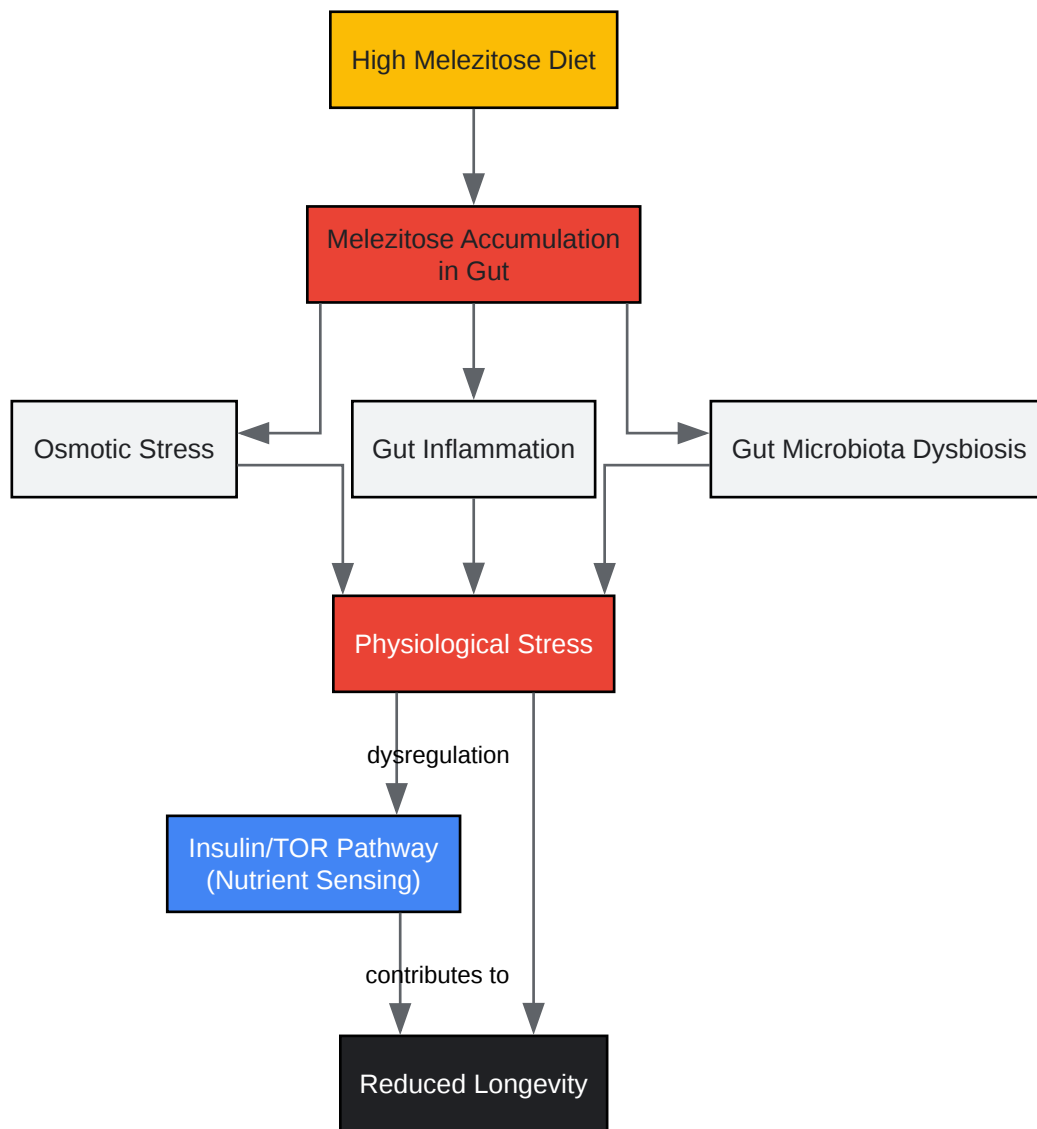 High Melezitose Diet
Melezitose Accumulation
in Gut
Osmotic Stress
Gut Inflammation
Gut Microbiota Dysbiosis
Physiological Stress
dysregulation
Insulin/TOR Pathway
(Nutrient Sensing)
contributes to
Reduced Longevity